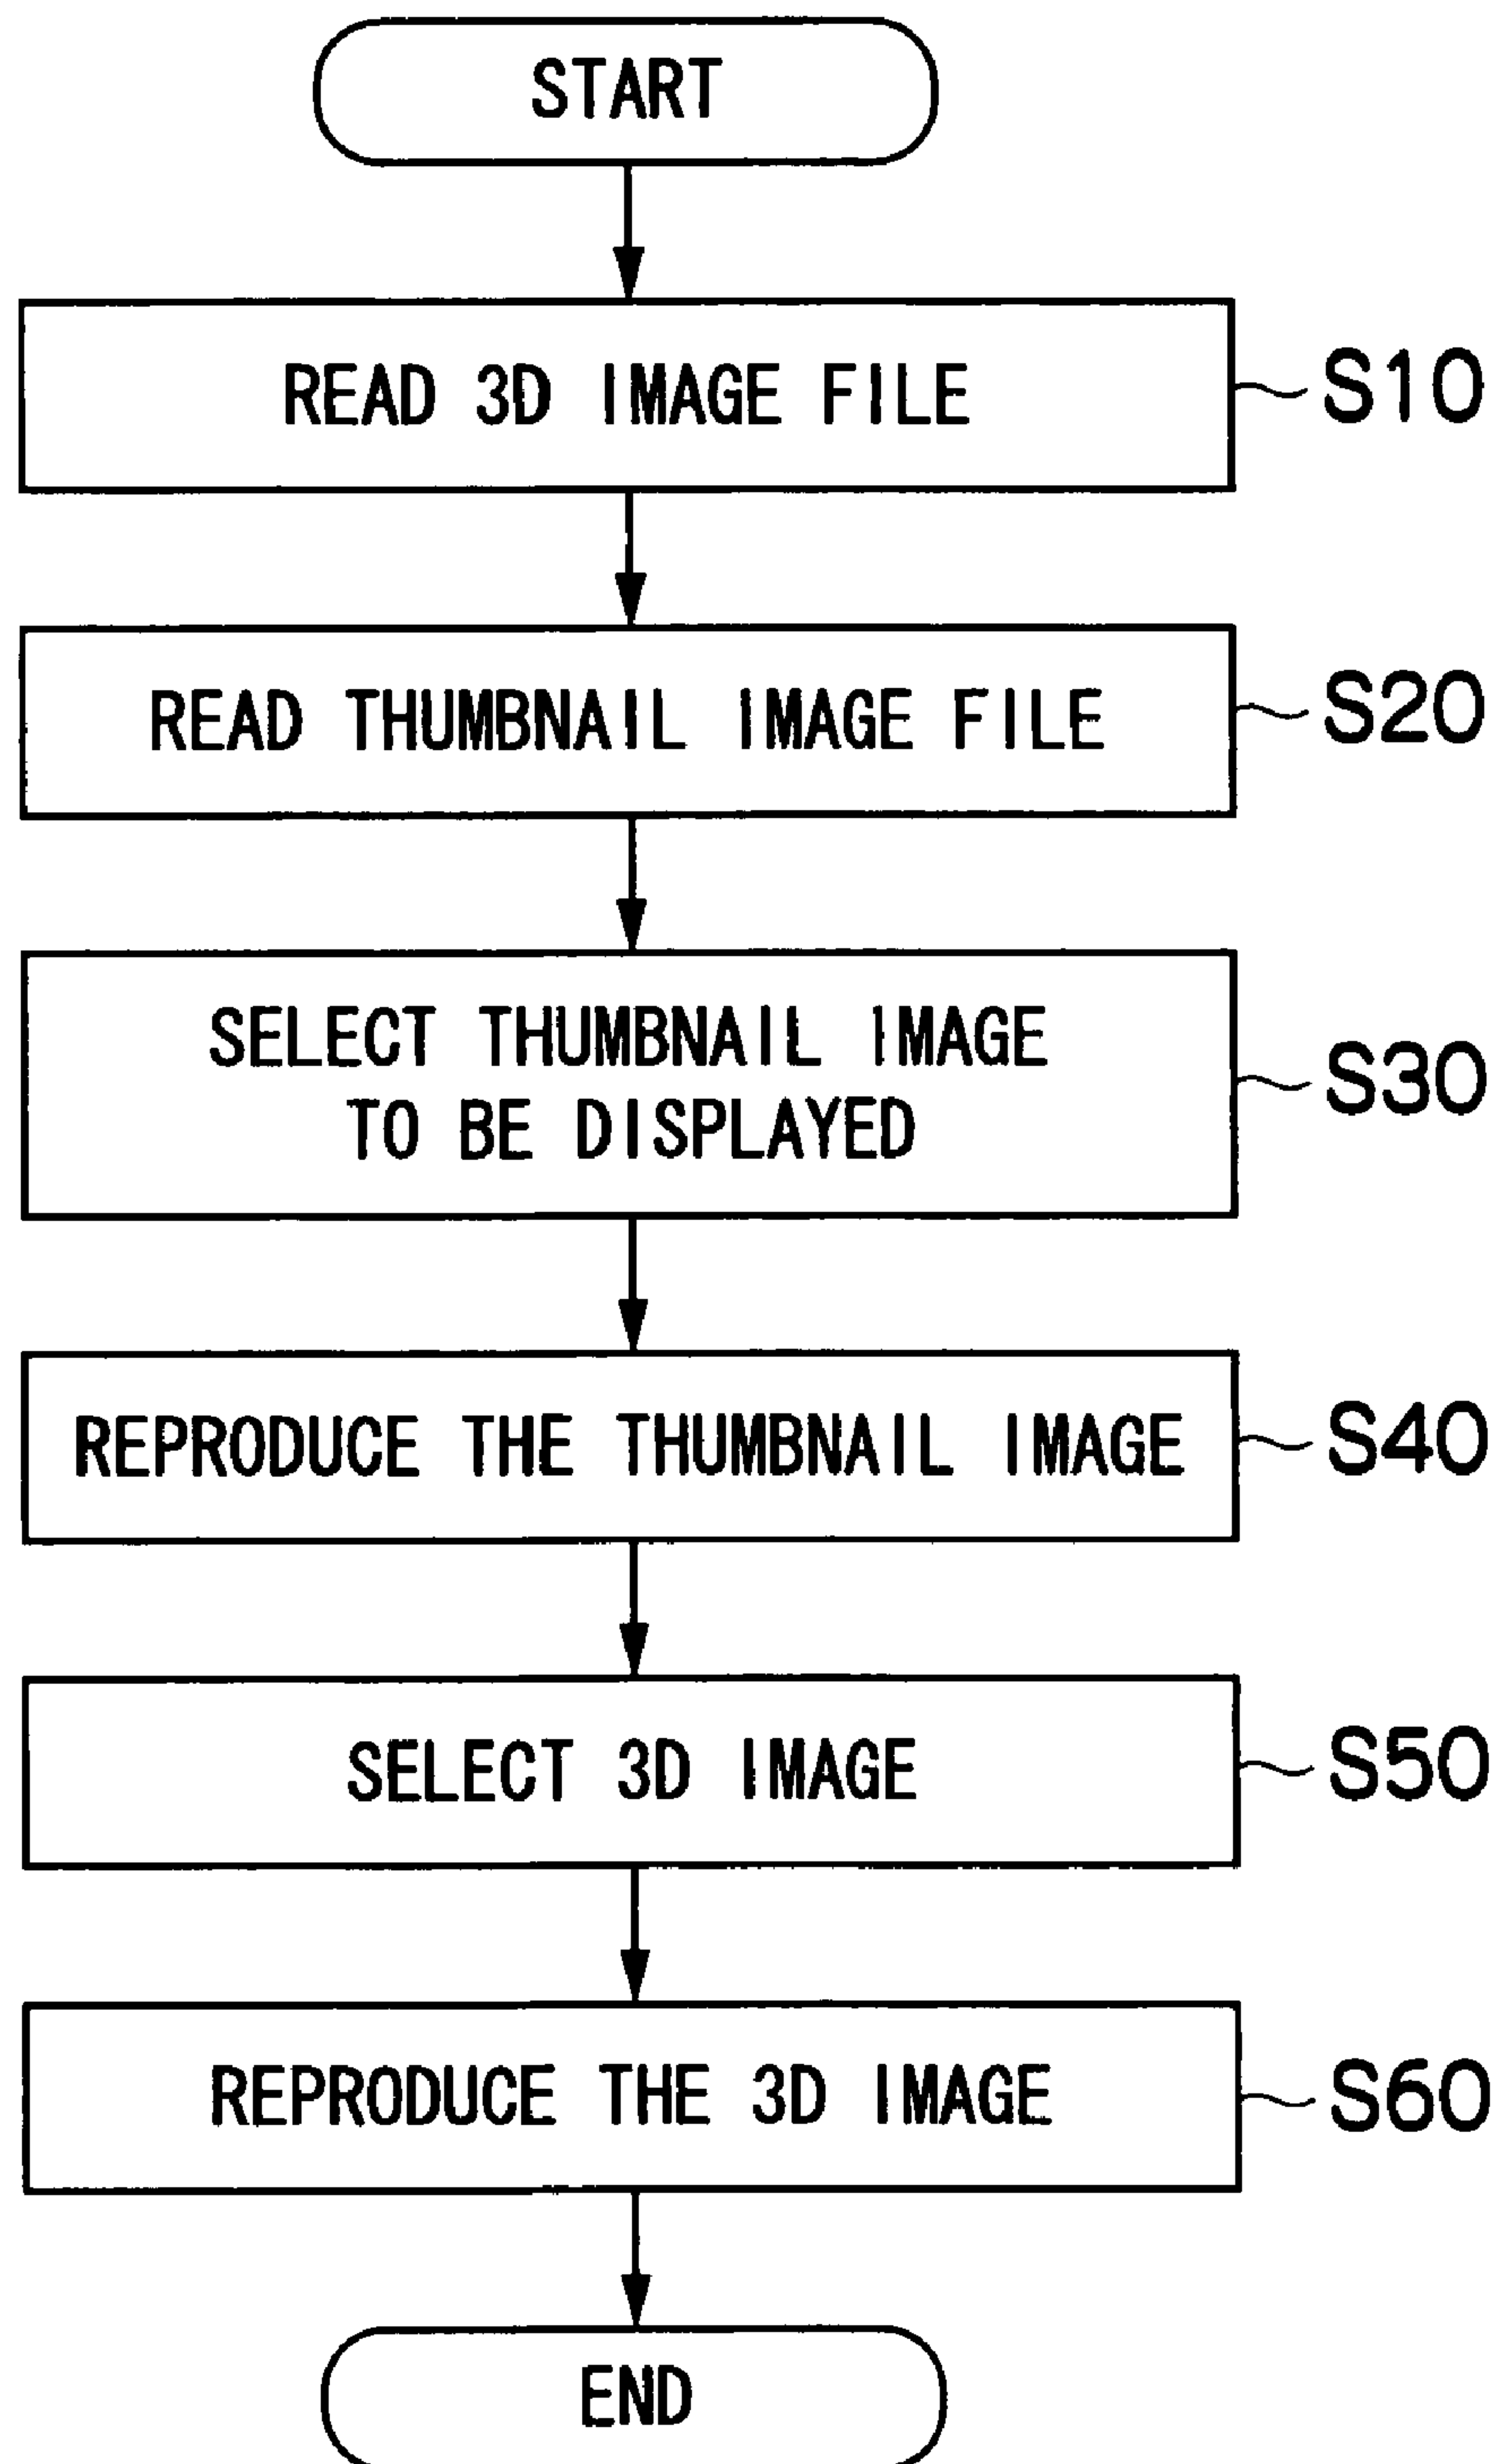 START
READ 3D IMAGE FILE
S10
READ THUMBNAIL IMAGE FILE
S20
SELECT THUMBNAIL IMAGE
TO BE DISPLAYED
S30
REPRODUCE THE THUMBNAIL IMAGE
S40
SELECT 3D IMAGE
S50
REPRODUCE THE 3D IMAGE
S60
END